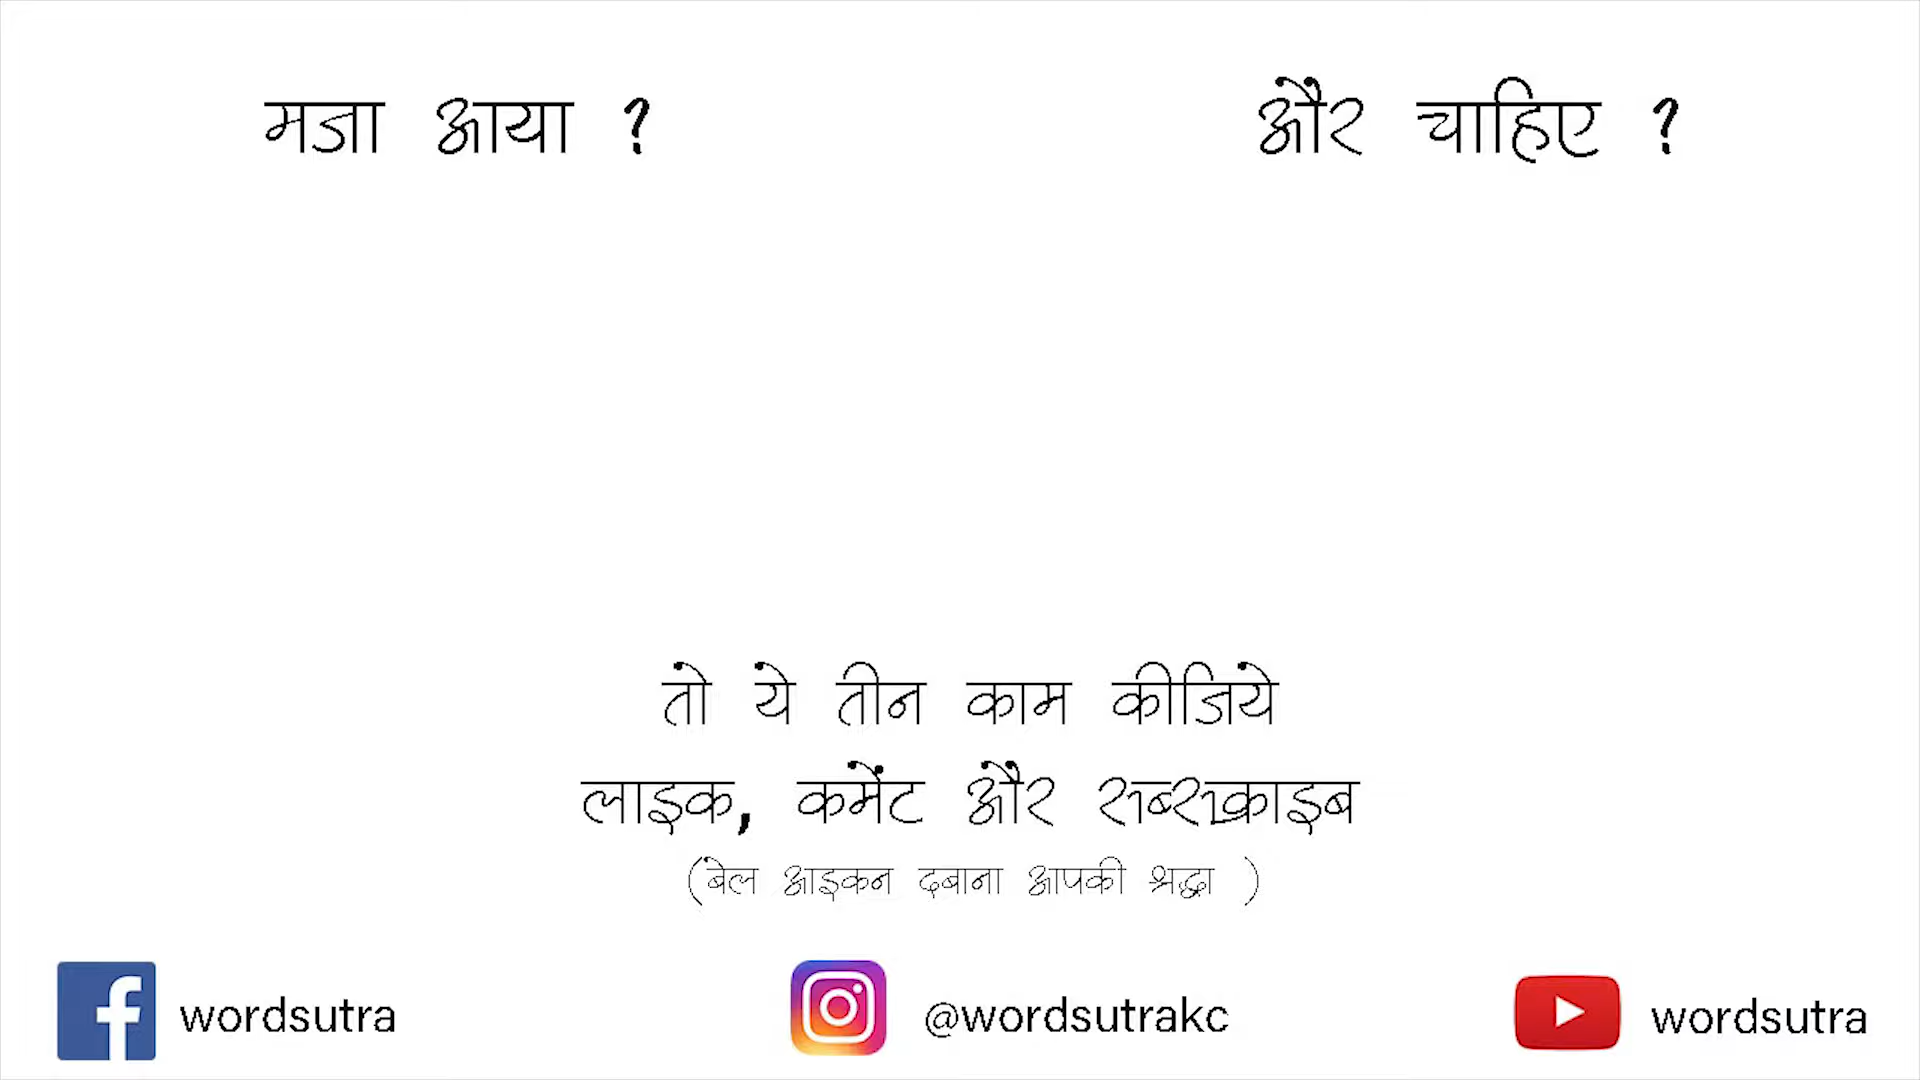 मजा आया ?
और चाहिए ?
तो ये तीन काम कीजिये
लाइक, कमेंट और सब्सक्राइब
(बेल आइकन दबाना आपकी श्रद्धा )
wordsutra
@wordsutrakc
wordsutra